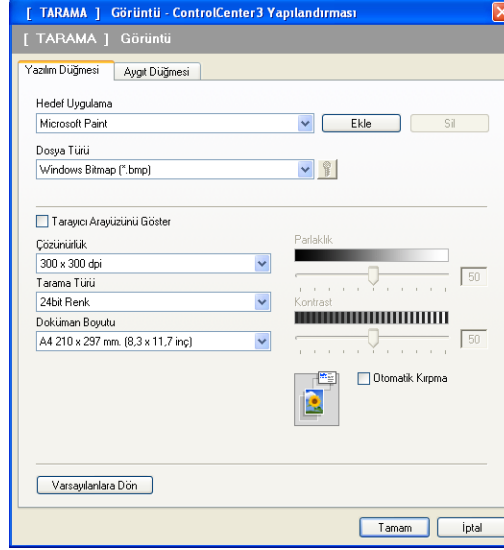 [ TARAMA ] Görüntü - ControlCenter3 Yapılandırması
[ TARAMA ] Görüntü
Yazılım Düğmesi
Aygıt Düğmesi
Hedef Uygulama
Microsoft Paint
Ekle
Sil
Dosya Türü
Windows Bitmap (*.bmp)
Tarayıcı Arayüzünü Göster
Çözünürlük
Parlaklık
300 x 300 dpi
50
Tarama Türü
24bit Renk
Kontrast
Doküman Boyutu
A4 210 x 297 mm. (8,3 x 11,7 inç)
50
Otomatik Kırpma
Varsayılanlara Dön
Tamam
İptal